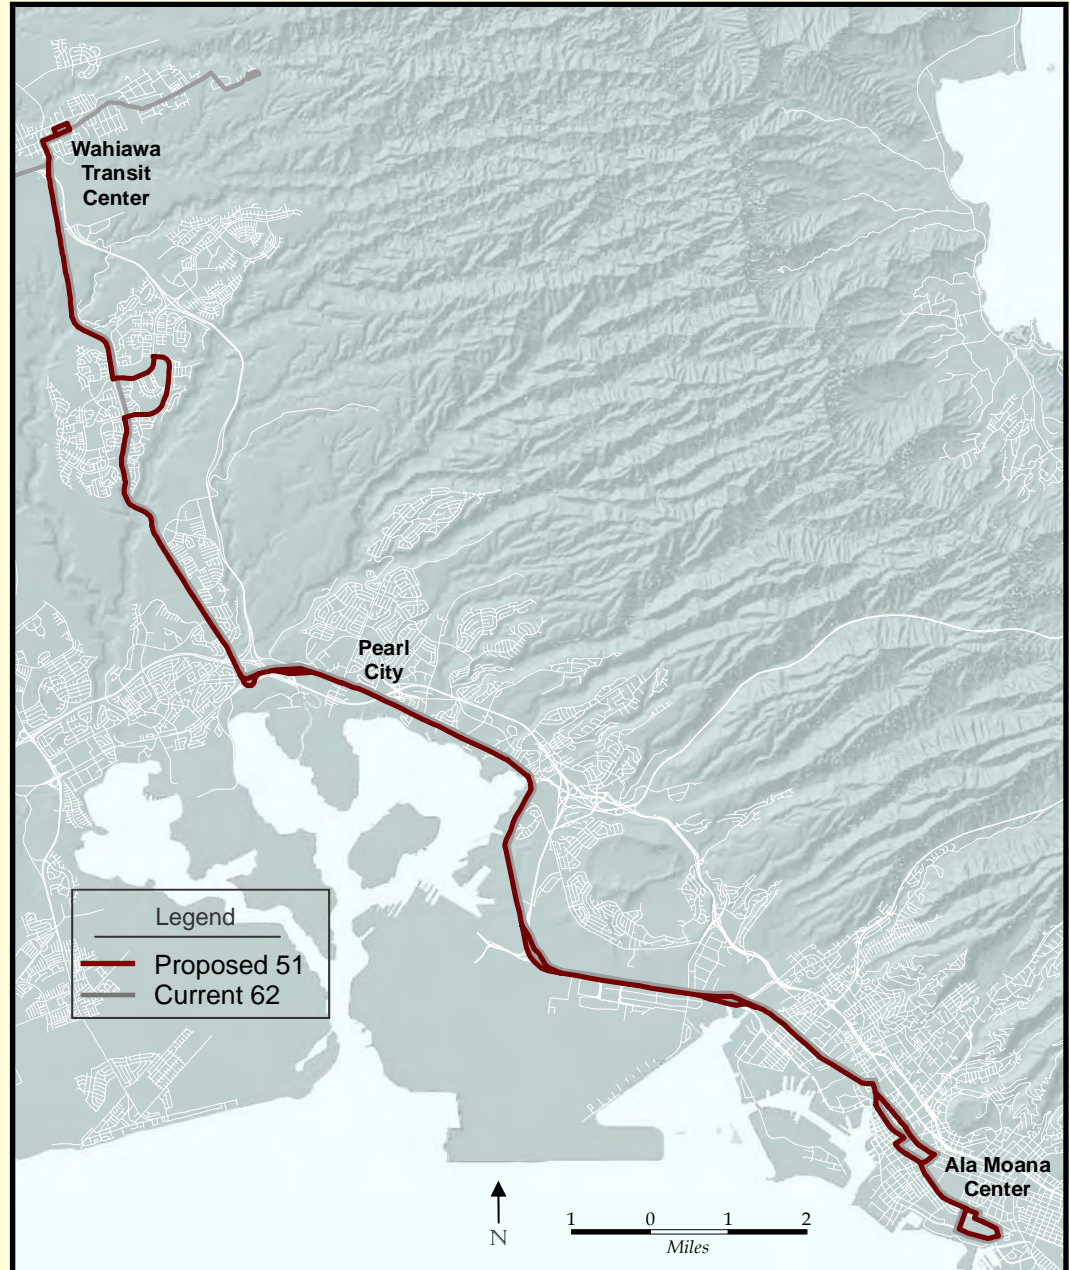 Wahiawa
Transit
Center
Pearl
City
Legend
Proposed 51
Current 62
Ala Moana
Center
N
1 0 1 2
Miles